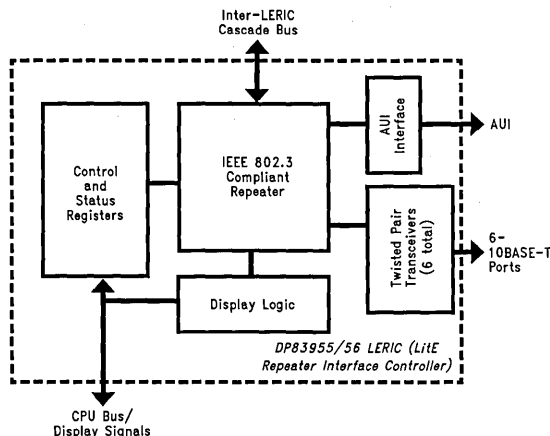 Inter-LERIC
Cascade Bus
AUI
Interface
AUI
IEEE 802.3
Compliant
Repeater
Control
and
Status
Registers
Twisted Pair
Transceivers
(6 total)
6-
10BASE-T
Ports
Display Logic
DP83955/56 LERIC (LitE
Repeater Interface Controller)
CPU Bus/
Display Signals